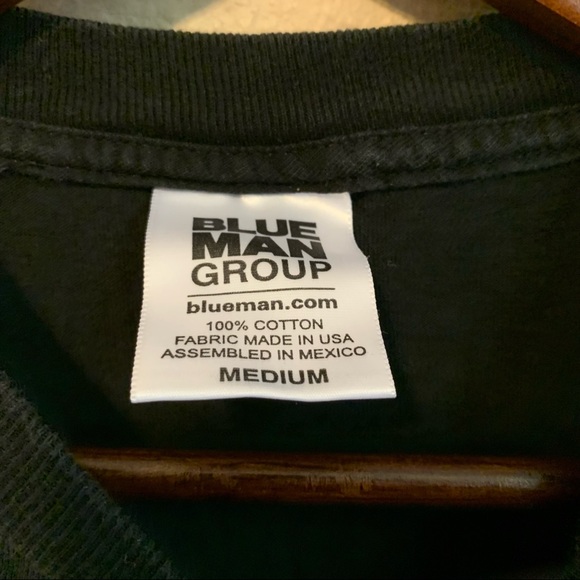 BLUE
MAN
GROUP
blueman.com
100% COTTON
FABRIC MADE IN USA
ASSEMBLED IN MEXICO
MEDIUM